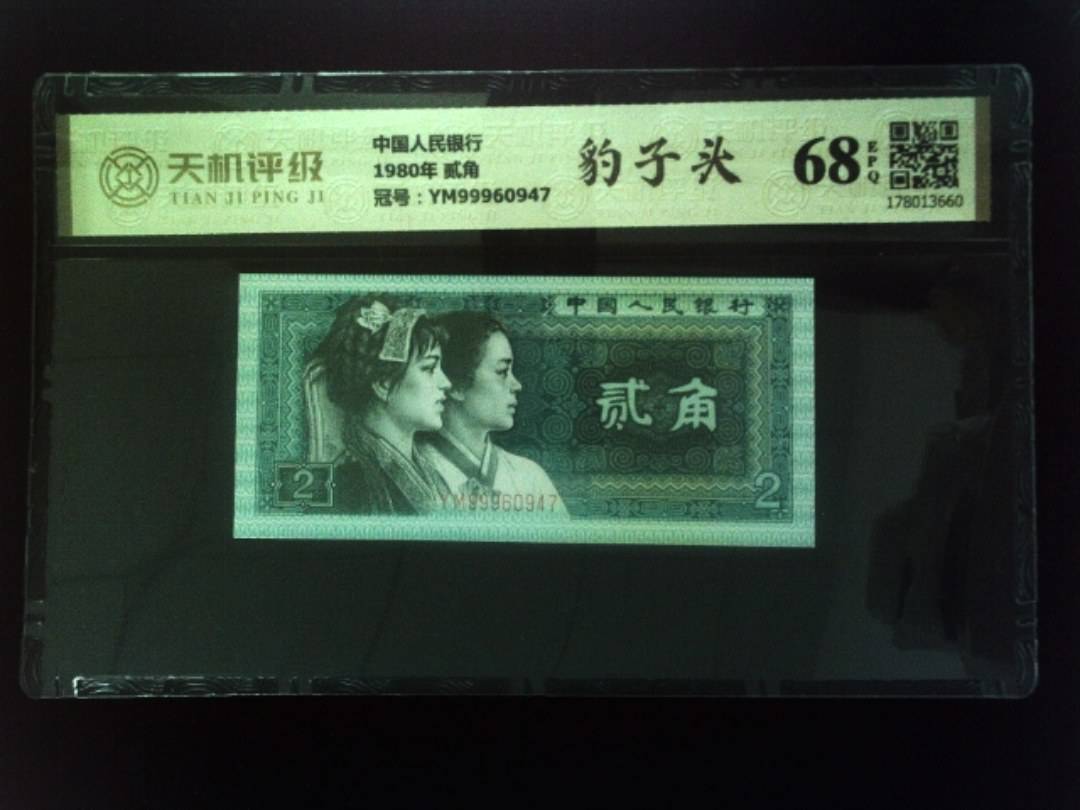 天机评级
TIAN JI PING JI
中国人民银行
1980年 贰角
冠号：YM99960947
豹子头
68
EPQ
178013660
中国人民银行
贰角
2
YM99960947
2